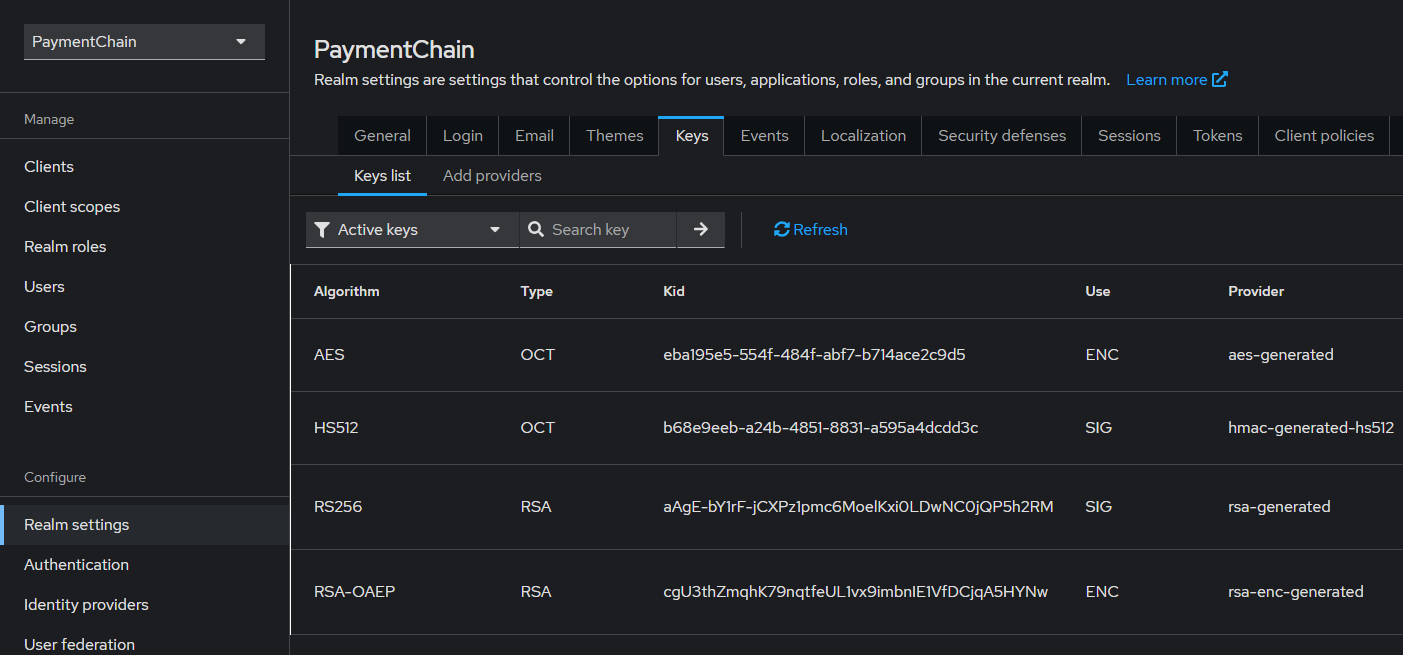 PaymentChain
Manage
Clients
Client scopes
Realm roles
Users
Groups
Sessions
Events
Configure
Realm settings
Authentication
Identity providers
User federation
PaymentChain
Realm settings are settings that control the options for users, applications, roles, and groups in the current realm. Learn more
General Login Email Themes Keys Events Localization Security defenses Sessions Tokens Client policies
Keys list Add providers
Active keys Search key Refresh
Algorithm Type Kid Use Provider
AES OCT eba195e5-554f-484f-abf7-b714ace2c9d5 ENC aes-generated
HS512 OCT b68e9eeb-a24b-4851-8831-a595a4dcdd3c SIG hmac-generated-hs512
RS256 RSA aAgE-bY1rF-jCXPz1pmc6MoelKxi0LDwNC0jQP5h2RM SIG rsa-generated
RSA-OAEP RSA cgU3thZmqhK79nqtfeUL1vx9imbnIE1VfDCjqA5HYNw ENC rsa-enc-generated